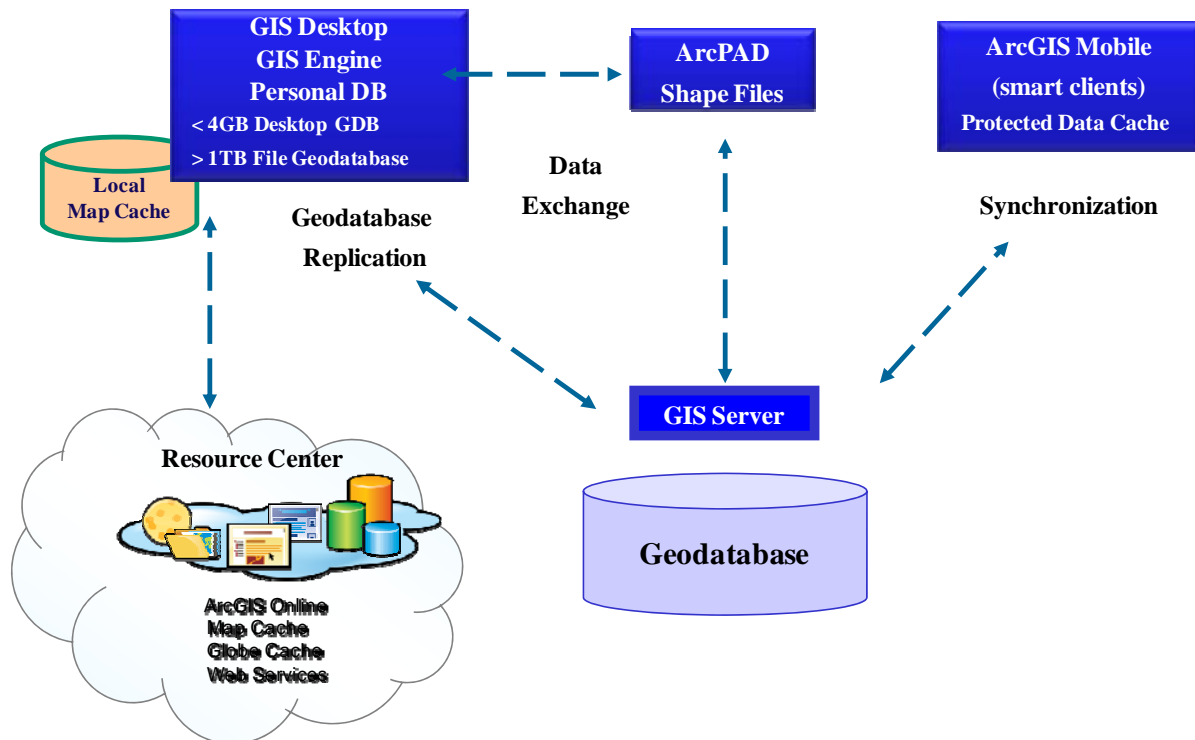 GIS Desktop
GIS Engine
Personal DB
< 4GB Desktop GDB
> 1TB File Geodatabase
Local
Map Cache
ArcPAD
Shape Files
ArcGIS Mobile
(smart clients)
Protected Data Cache
Data
Exchange
Geodatabase
Replication
Synchronization
GIS Server
Geodatabase
Resource Center
ArcGIS Online
Map Cache
Globe Cache
Web Services